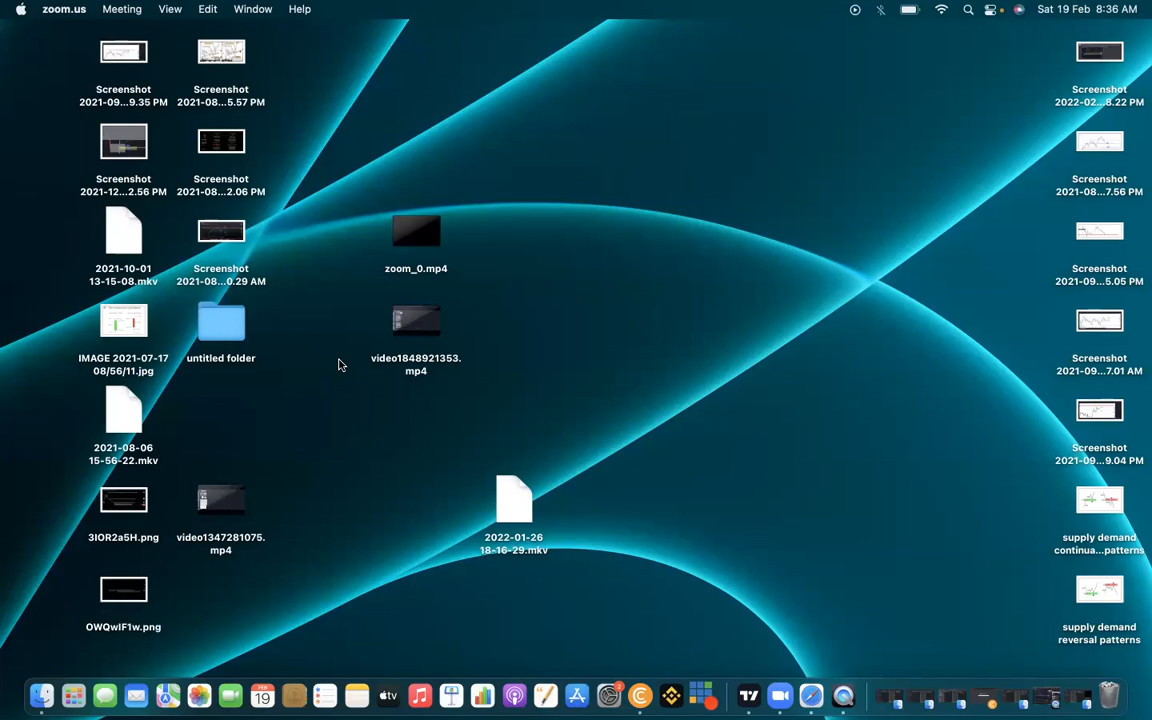 zoom.us Meeting View Edit Window Help Sat 19 Feb 8:36 AM
Screenshot
2021-09...9.35 PM
Screenshot
2021-08...5.57 PM
Screenshot
2022-02...8.22 PM
Screenshot
2021-12...2.56 PM
Screenshot
2021-08...2.06 PM
Screenshot
2021-08...7.56 PM
2021-10-01
13-15-08.mkv
Screenshot
2021-08...0.29 AM
zoom_0.mp4
Screenshot
2021-09...5.05 PM
IMAGE 2021-07-17
08/56/11.jpg
untitled folder
video1848921353.
mp4
Screenshot
2021-09...7.01 AM
2021-08-06
15-56-22.mkv
Screenshot
2021-09...9.04 PM
3IOR2a5H.png
video1347281075.
mp4
2022-01-26
18-16-29.mkv
supply demand
continua...patterns
OWQwIF1w.png
supply demand
reversal patterns
FEB
19
tv
2